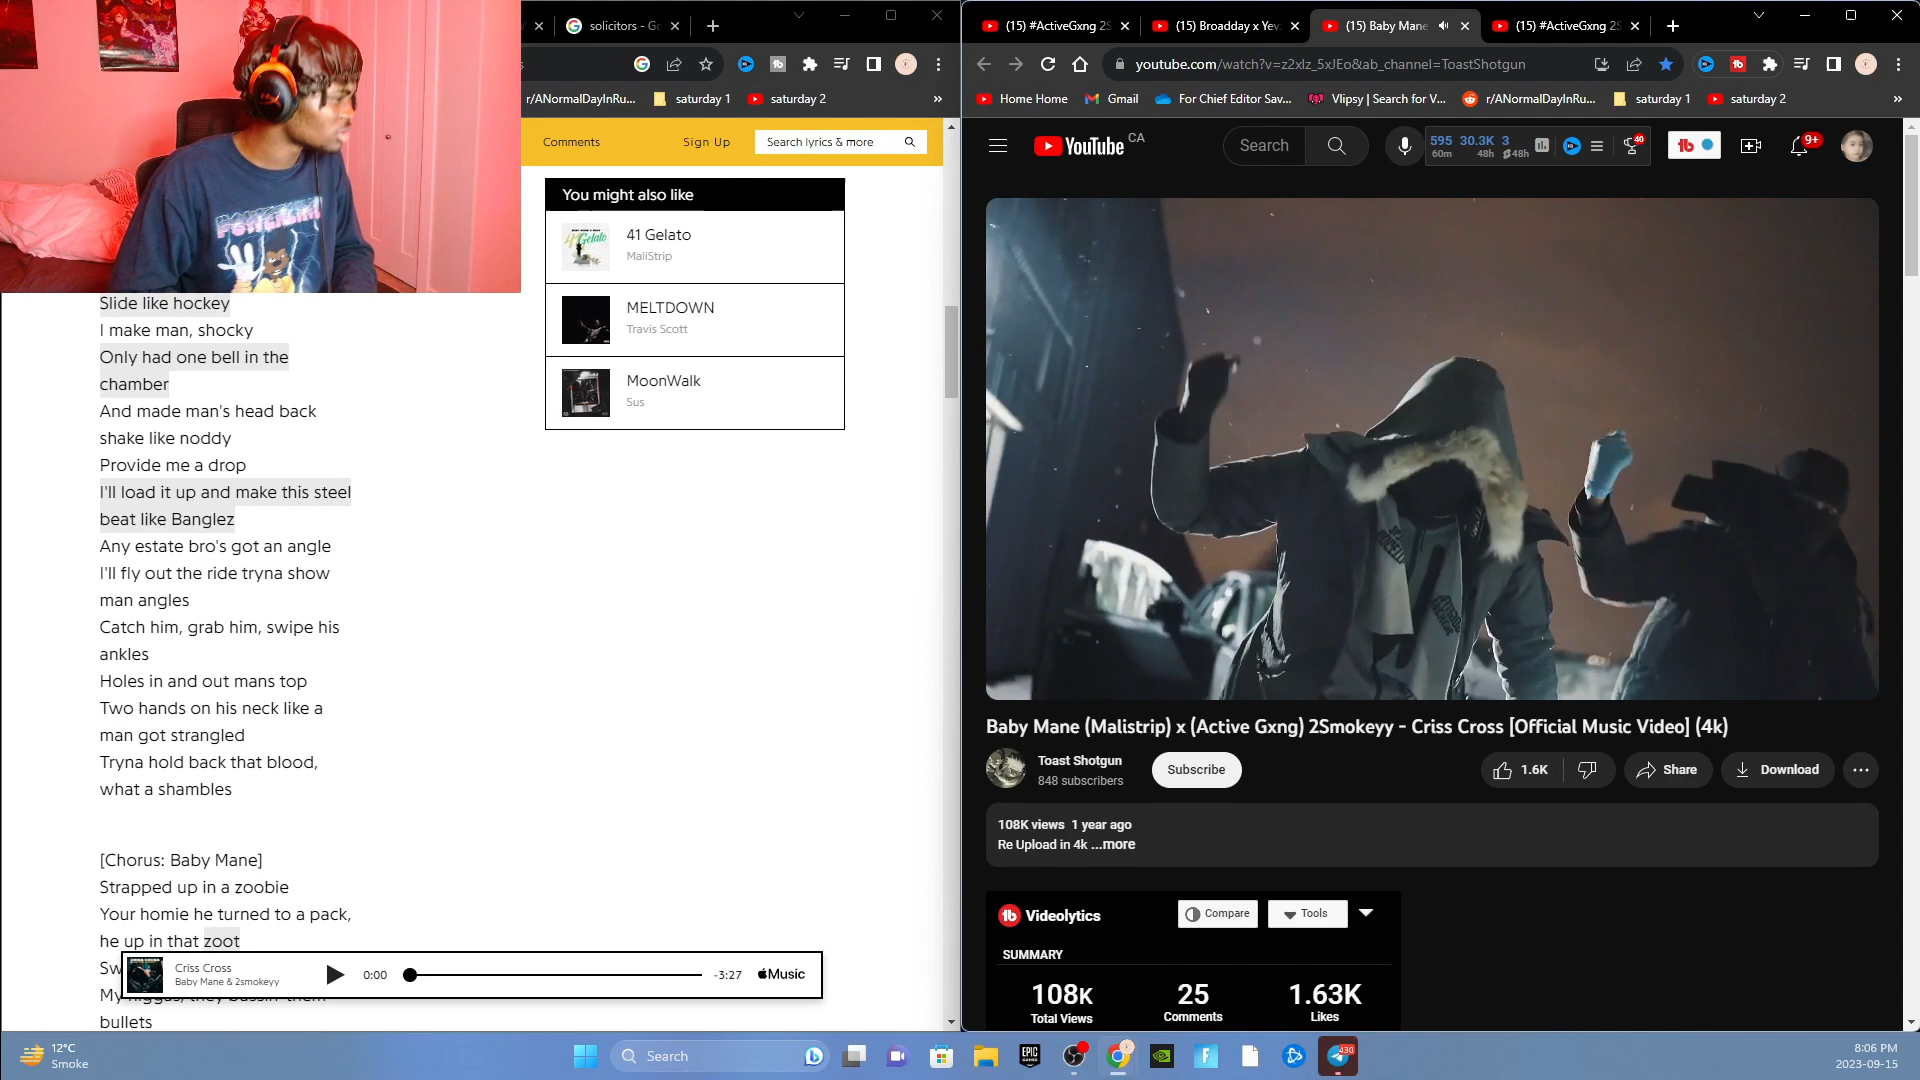 solicitors - Go
(15) #ActiveGxng 2S
(15) Broadday x Yev
(15) Baby Mane
(15) #ActiveGxng 2S
youtube.com/watch?v=z2xlz_5xJEo&ab_channel=ToastShotgun
r/ANormalDayInRu...
saturday 1
saturday 2
»
Home Home
Gmail
For Chief Editor Sav...
Vlipsy | Search for V...
r/ANormalDayInRu...
saturday 1
saturday 2
»
Comments
Sign Up
Search lyrics & more
YouTube CA
Search
595 30.3K 3
60m 48h 48h
40
9+
You might also like
41 Gelato
MaliStrip
MELTDOWN
Travis Scott
MoonWalk
Sus
Slide like hockey
I make man, shocky
Only had one bell in the
chamber
And made man's head back
shake like noddy
Provide me a drop
I'll load it up and make this steel
beat like Banglez
Any estate bro's got an angle
I'll fly out the ride tryna show
man angles
Catch him, grab him, swipe his
ankles
Holes in and out mans top
Two hands on his neck like a
man got strangled
Tryna hold back that blood,
what a shambles
[Chorus: Baby Mane]
Strapped up in a zoobie
Your homie he turned to a pack,
he up in that zoot
bullets
Criss Cross
Baby Mane & 2smokeyy
0:00
-3:27
Music
Baby Mane (Malistrip) x (Active Gxng) 2Smokeyy - Criss Cross [Official Music Video] (4k)
Toast Shotgun
848 subscribers
Subscribe
1.6K
Share
Download
108K views 1 year ago
Re Upload in 4k ...more
Videolytics
Compare
Tools
SUMMARY
108K
Total Views
25
Comments
1.63K
Likes
12°C
Smoke
Search
EPIC GAMES
430
8:06 PM
2023-09-15